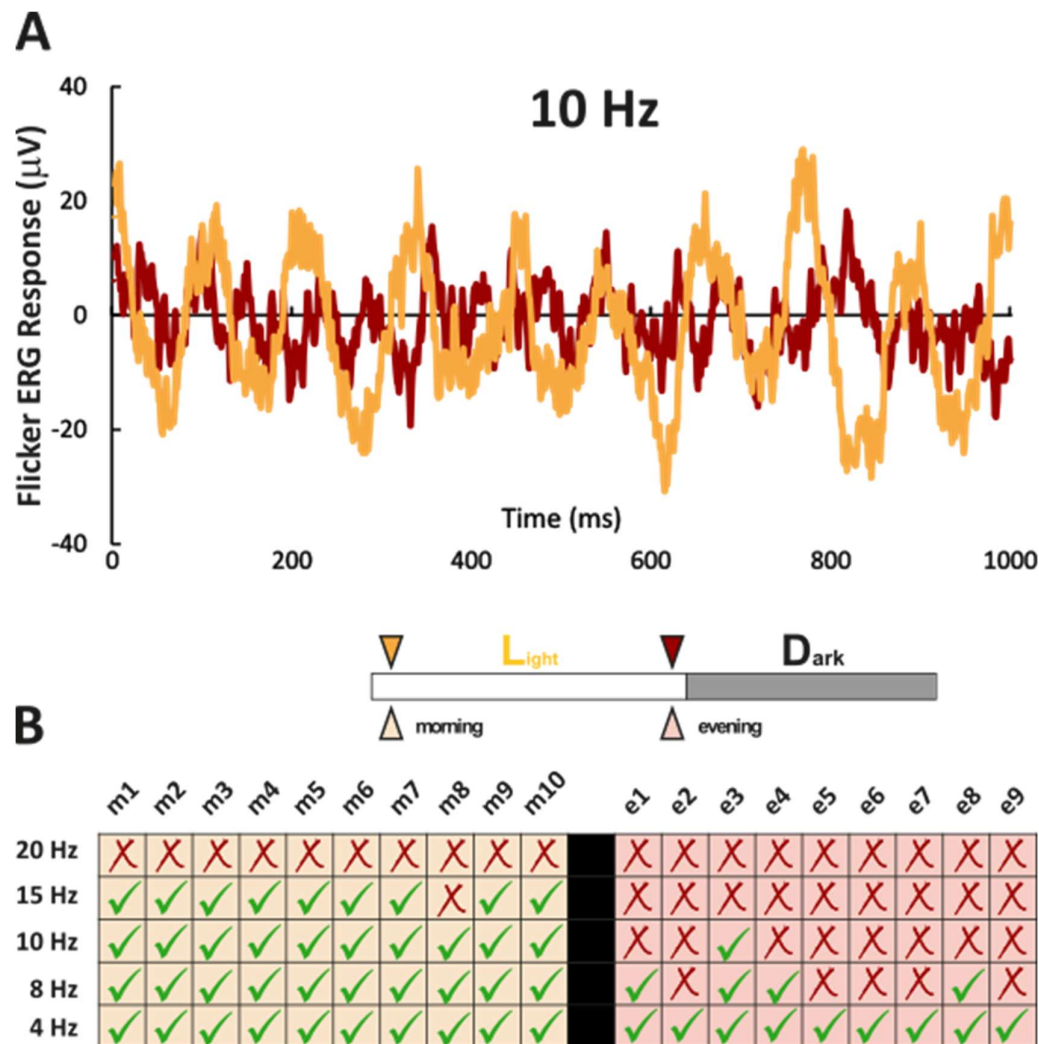 A
10 Hz
Flicker ERG Response (µV)
40
20
0
-20
-40
Time (ms)
0 200 400 600 800 1000
Light Dark
morning evening
B
m1 m2 m3 m4 m5 m6 m7 m8 m9 m10 e1 e2 e3 e4 e5 e6 e7 e8 e9
20 Hz ✗ ✗ ✗ ✗ ✗ ✗ ✗ ✗ ✗ ✗ ✗ ✗ ✗ ✗ ✗ ✗ ✗ ✗ ✗
15 Hz ✓ ✓ ✓ ✓ ✓ ✓ ✓ ✗ ✓ ✓ ✗ ✗ ✗ ✗ ✗ ✗ ✗ ✗ ✗
10 Hz ✓ ✓ ✓ ✓ ✓ ✓ ✓ ✓ ✓ ✓ ✗ ✗ ✓ ✗ ✗ ✗ ✗ ✗ ✗
8 Hz ✓ ✓ ✓ ✓ ✓ ✓ ✓ ✓ ✓ ✓ ✓ ✗ ✓ ✓ ✗ ✗ ✗ ✓ ✗
4 Hz ✓ ✓ ✓ ✓ ✓ ✓ ✓ ✓ ✓ ✓ ✓ ✓ ✓ ✓ ✓ ✓ ✓ ✓ ✓